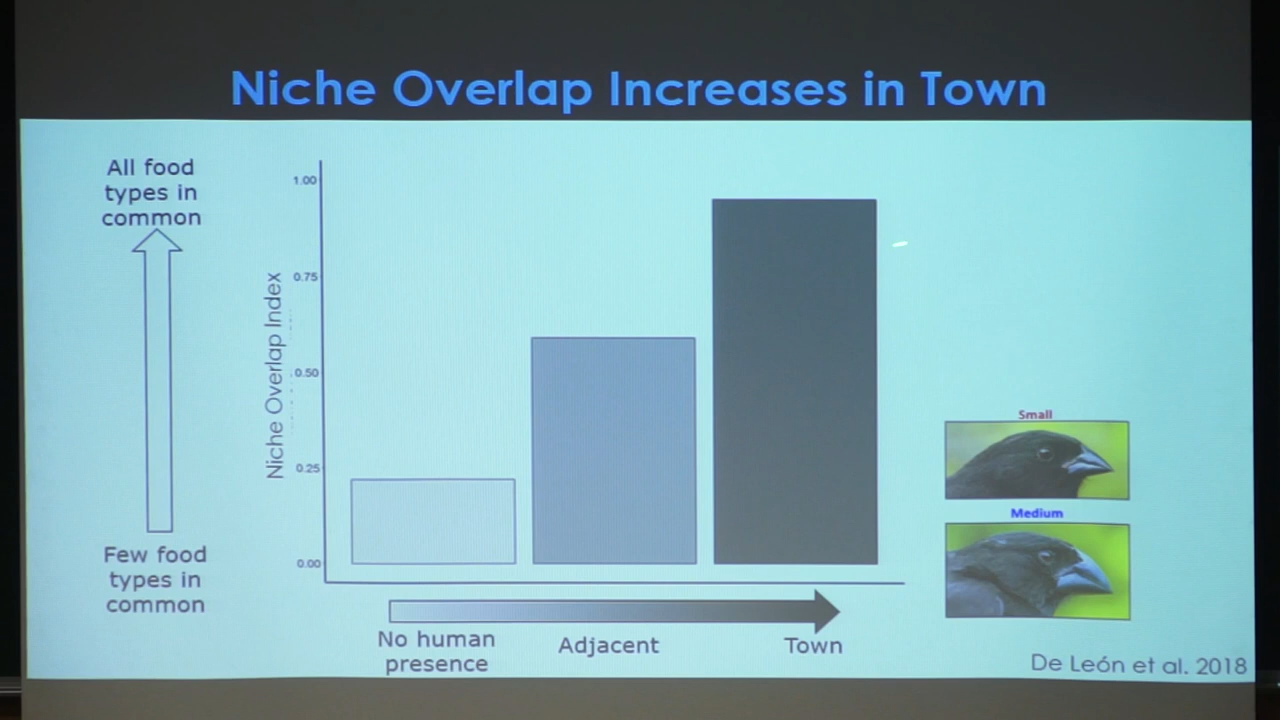 Niche Overlap Increases in Town
All food
types in
common
Few food
types in
common
Niche Overlap Index
1.00
0.75
0.50
0.25
0.00
No human
presence
Adjacent
Town
Small
Medium
De León et al. 2018